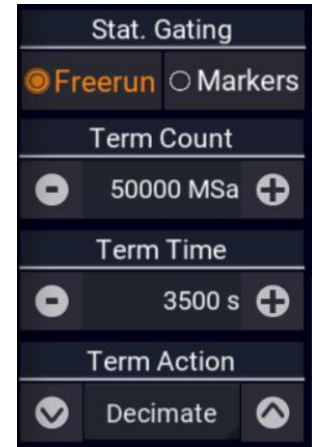 Stat. Gating
Freerun Markers
Term Count
50000 MSa
Term Time
3500 s
Term Action
Decimate